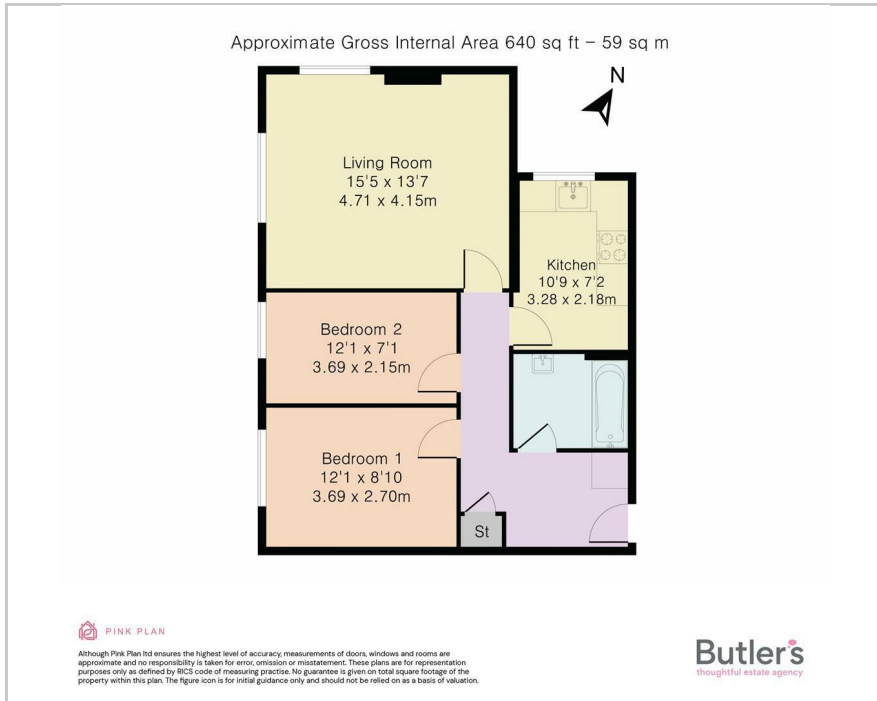 Approximate Gross Internal Area 640 sq ft - 59 sq m
N
Living Room
15'5 x 13'7
4.71 x 4.15m
Kitchen
10'9 x 7'2
3.28 x 2.18m
Bedroom 2
12'1 x 7'1
3.69 x 2.15m
Bedroom 1
12'1 x 8'10
3.69 x 2.70m
St
PINK PLAN
Although Pink Plan ltd ensures the highest level of accuracy, measurements of doors, windows and rooms are
approximate and no responsibility is taken for error, omission or misstatement. These plans are for representation
purposes only as defined by RICS code of measuring practise. No guarantee is given on total square footage of the
property within this plan. The figure icon is for initial guidance only and should not be relied on as a basis of valuation.
Butler's
thoughtful estate agency